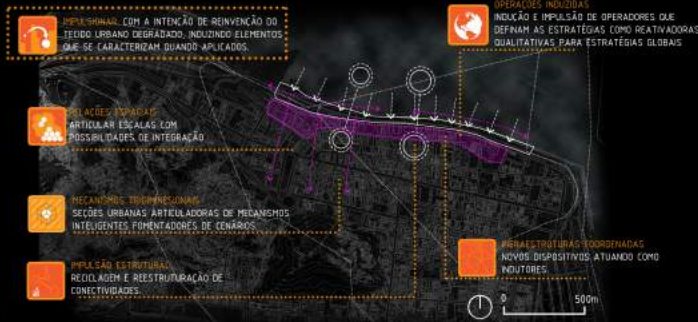 IMPULSIONAR, COM A INTENÇÃO DE REINVENÇÃO DO
TECIDO URBANO DEGRADADO, INDUZINDO ELEMENTOS
QUE SE CARACTERIZAM QUANDO APLICADOS.
OPERAÇÕES INDUZIDAS
INDUÇÃO E IMPULSÃO DE OPERADORES QUE
DEFINAM AS ESTRATÉGIAS COMO REATIVADORAS
QUALITATIVAS PARA ESTRATÉGIAS GLOBAIS
RELAÇÕES ESPACIAIS
ARTICULAR ESCALAS COM
POSSIBILIDADES DE INTEGRAÇÃO
MECANISMOS TRIDIMENSIONAIS
SEÇÕES URBANAS ARTICULADORAS DE MECANISMOS
INTELIGENTES FOMENTADORES DE CENÁRIOS.
IMPULSÃO ESTRUTURAL
RECICLAGEM E REESTRUTURAÇÃO DE
CONECTIVIDADES.
INFRAESTRUTURAS COORDENADAS
NOVOS DISPOSITIVOS ATUANDO COMO
INDUTORES.
0 500m